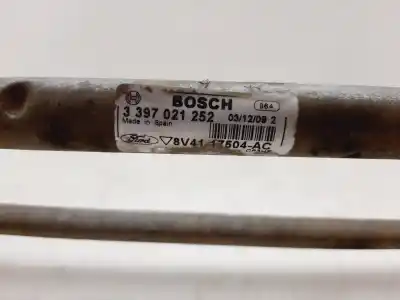 BOSCH
3 397 021 252 03/12/09 2
Made in Spain
Ford 8V41 17504-AC